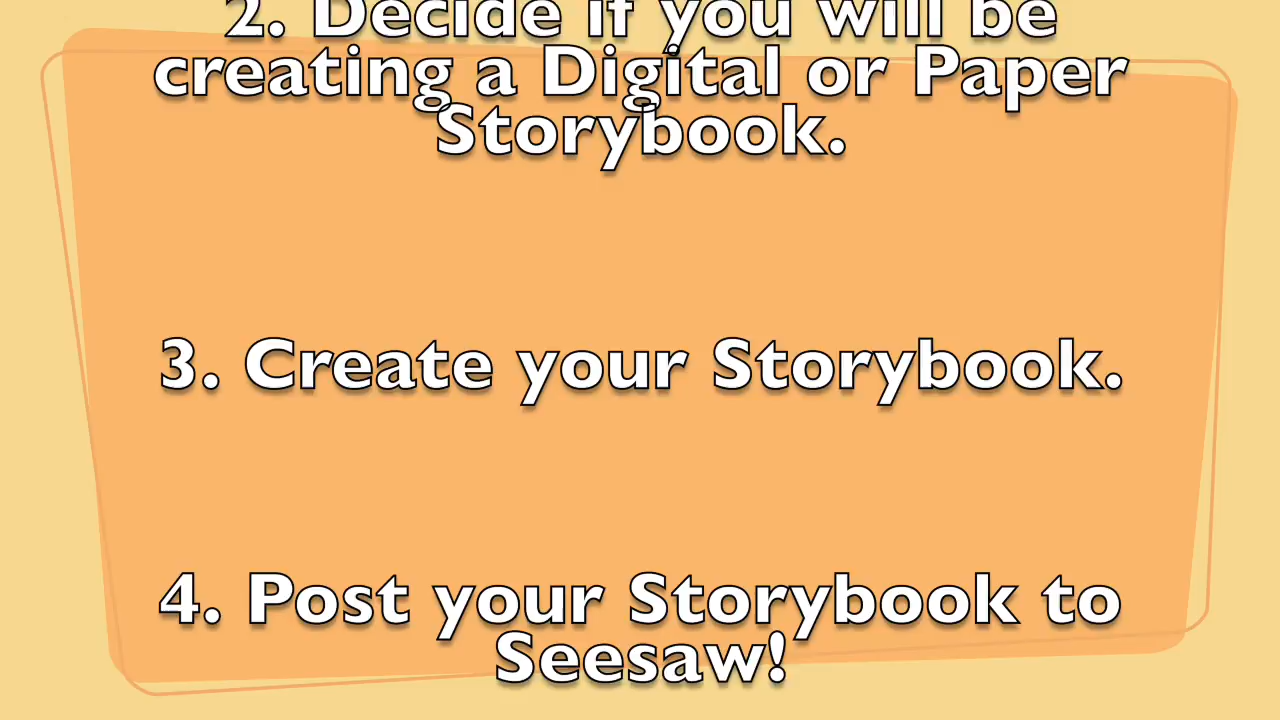 2. Decide if you will be
creating a Digital or Paper
Storybook.
3. Create your Storybook.
4. Post your Storybook to
Seesaw!